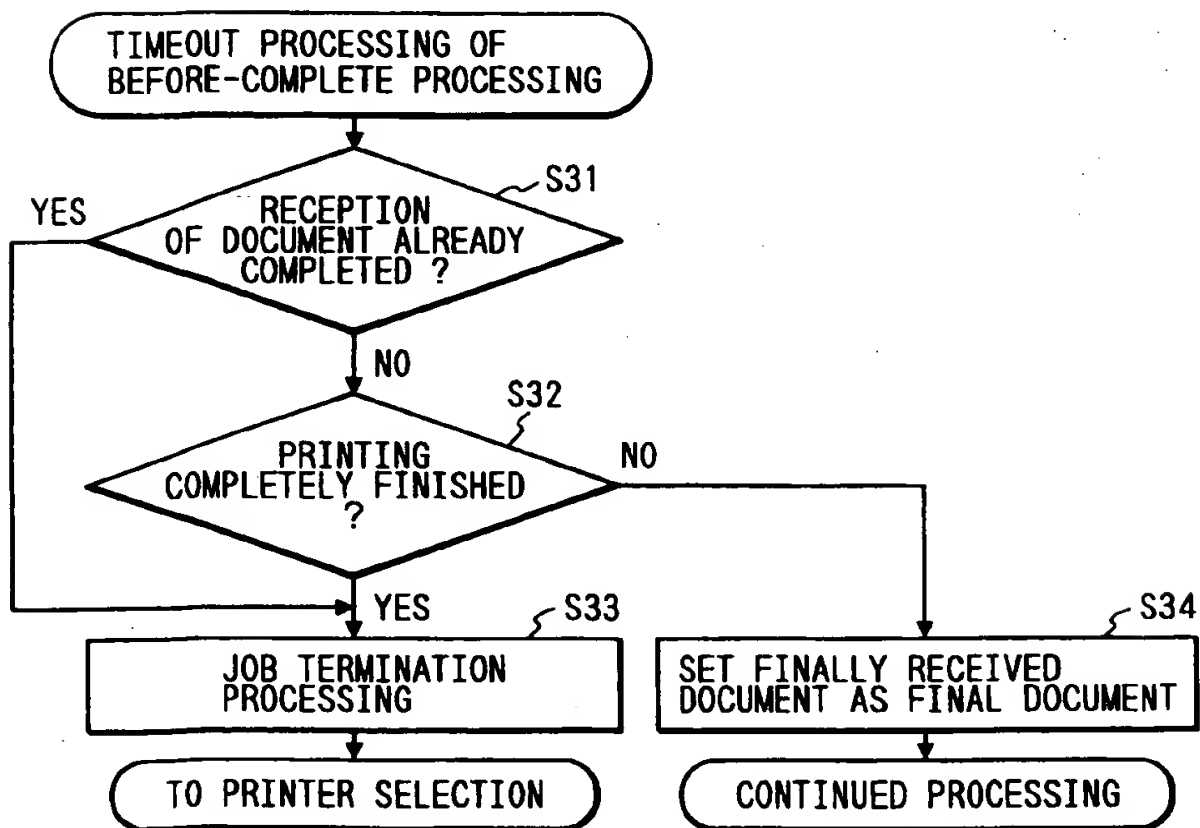 TIMEOUT PROCESSING OF
BEFORE-COMPLETE PROCESSING
S31
YES
RECEPTION
OF DOCUMENT ALREADY
COMPLETED ?
NO
S32
PRINTING
COMPLETELY FINISHED
?
NO
YES
S33
S34
JOB TERMINATION
PROCESSING
SET FINALLY RECEIVED
DOCUMENT AS FINAL DOCUMENT
TO PRINTER SELECTION
CONTINUED PROCESSING